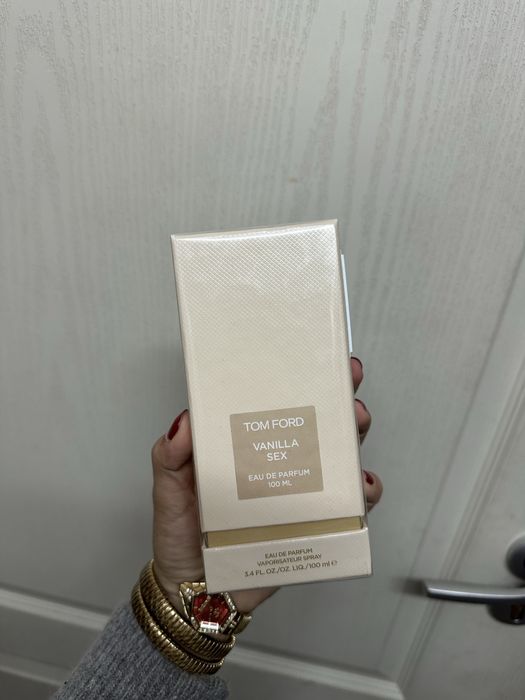 TOM FORD
VANILLA
SEX
EAU DE PARFUM
100 ML
EAU DE PARFUM
VAPORISATEUR SPRAY
3.4 FL.OZ./OZ. LIQ./100 ml ℮